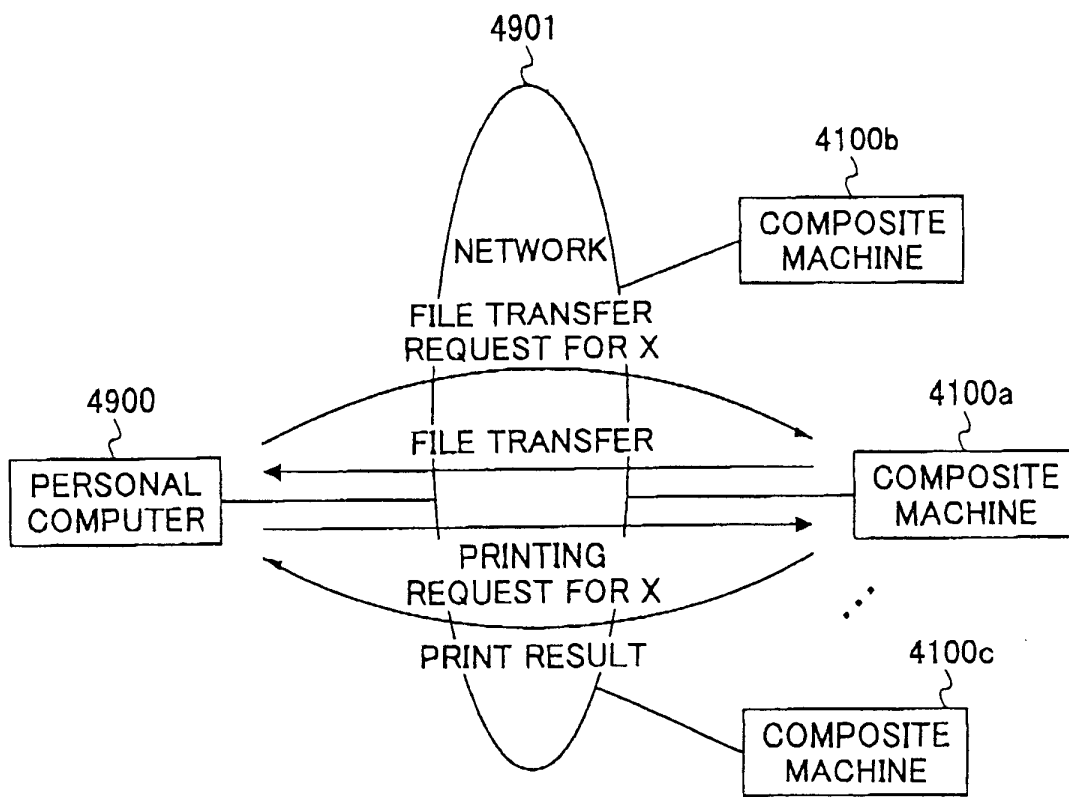 4901
4100b
COMPOSITE
MACHINE
NETWORK
FILE TRANSFER
REQUEST FOR X
4900
4100a
FILE TRANSFER
PERSONAL
COMPUTER
COMPOSITE
MACHINE
PRINTING
REQUEST FOR X
PRINT RESULT
4100c
COMPOSITE
MACHINE